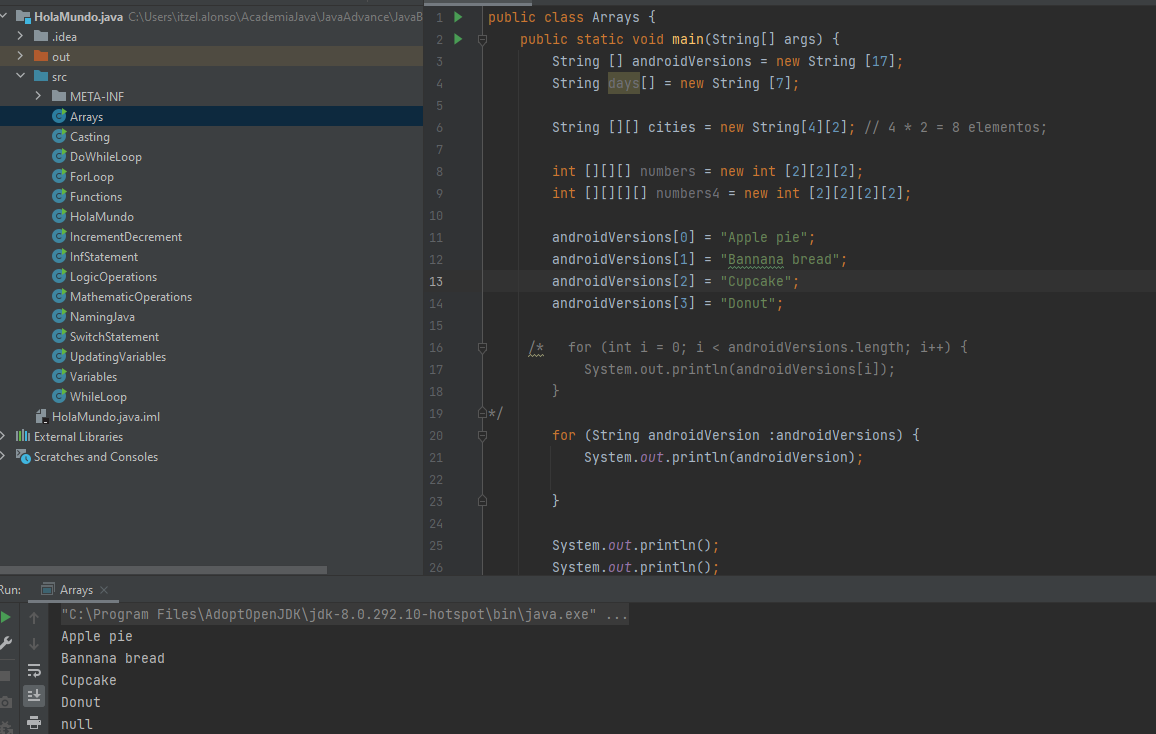 HolaMundo.java C:\Users\itzel.alonso\AcademiaJava\JavaAdvance\JavaB
.idea
out
src
META-INF
Arrays
Casting
DoWhileLoop
ForLoop
Functions
HolaMundo
IncrementDecrement
InfStatement
LogicOperations
MathematicOperations
NamingJava
SwitchStatement
UpdatingVariables
Variables
WhileLoop
HolaMundo.java.iml
External Libraries
Scratches and Consoles
1 public class Arrays {
2 public static void main(String[] args) {
3 String [] androidVersions = new String [17];
4 String days[] = new String [7];
5
6 String [][] cities = new String[4][2]; // 4 * 2 = 8 elementos;
7
8 int [][][] numbers = new int [2][2][2];
9 int [][][][] numbers4 = new int [2][2][2][2];
10
11 androidVersions[0] = "Apple pie";
12 androidVersions[1] = "Bannana bread";
13 androidVersions[2] = "Cupcake";
14 androidVersions[3] = "Donut";
15
16 /* for (int i = 0; i < androidVersions.length; i++) {
17 System.out.println(androidVersions[i]);
18 }
19 */
20 for (String androidVersion :androidVersions) {
21 System.out.println(androidVersion);
22
23 }
24
25 System.out.println();
26 System.out.println();
Run: Arrays
"C:\Program Files\AdoptOpenJDK\jdk-8.0.292.10-hotspot\bin\java.exe" ...
Apple pie
Bannana bread
Cupcake
Donut
null